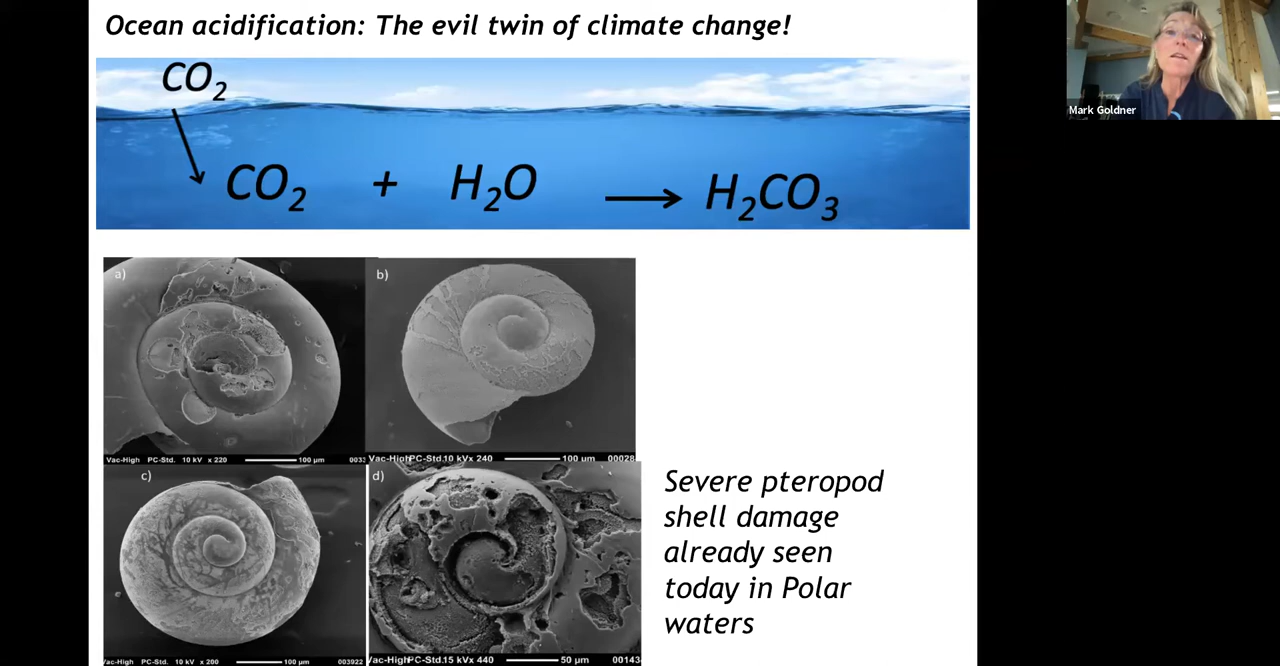 Ocean acidification: The evil twin of climate change!
Mark Goldner
CO₂
CO₂ + H₂O → H₂CO₃
a)
b)
Vac-High PC-Std. 10 kV x 220 100 µm 0033
Vac-High PC-Std.10 kV x 240 100 µm 00028
c)
d)
Vac-High PC-Std. 10 kV x 200 100 µm 003922
Vac-High PC-Std.15 kV x 440 50 µm 00143
Severe pteropod
shell damage
already seen
today in Polar
waters